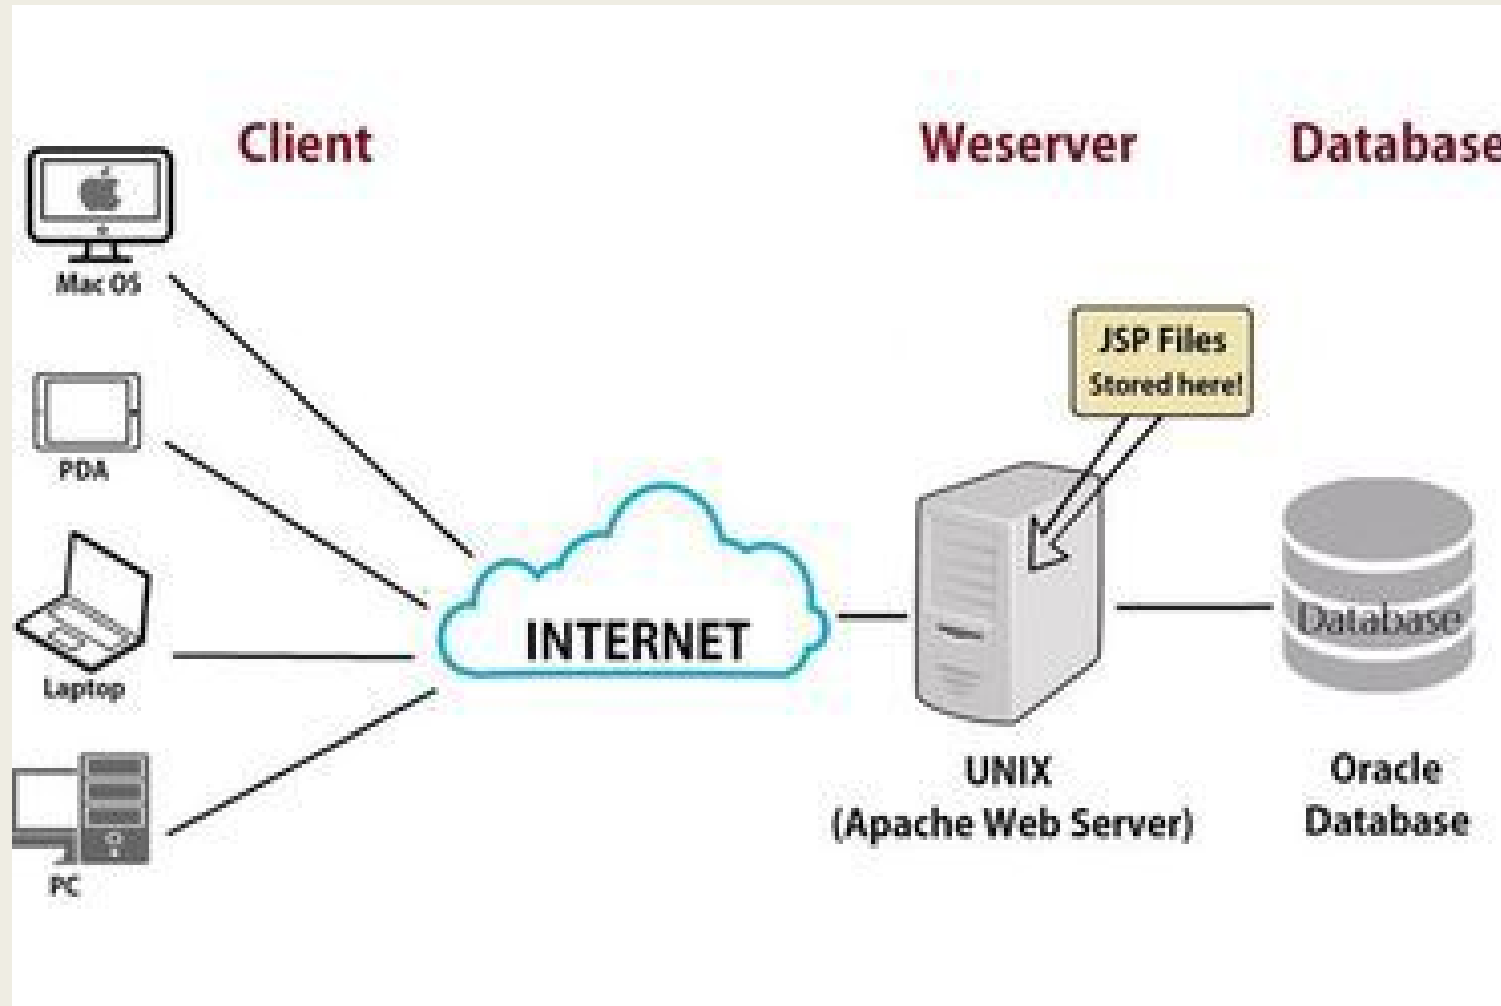 Client
Weserver
Database
Mac OS
JSP Files
Stored here!
PDA
INTERNET
Database
Laptop
UNIX
(Apache Web Server)
Oracle
Database
PC